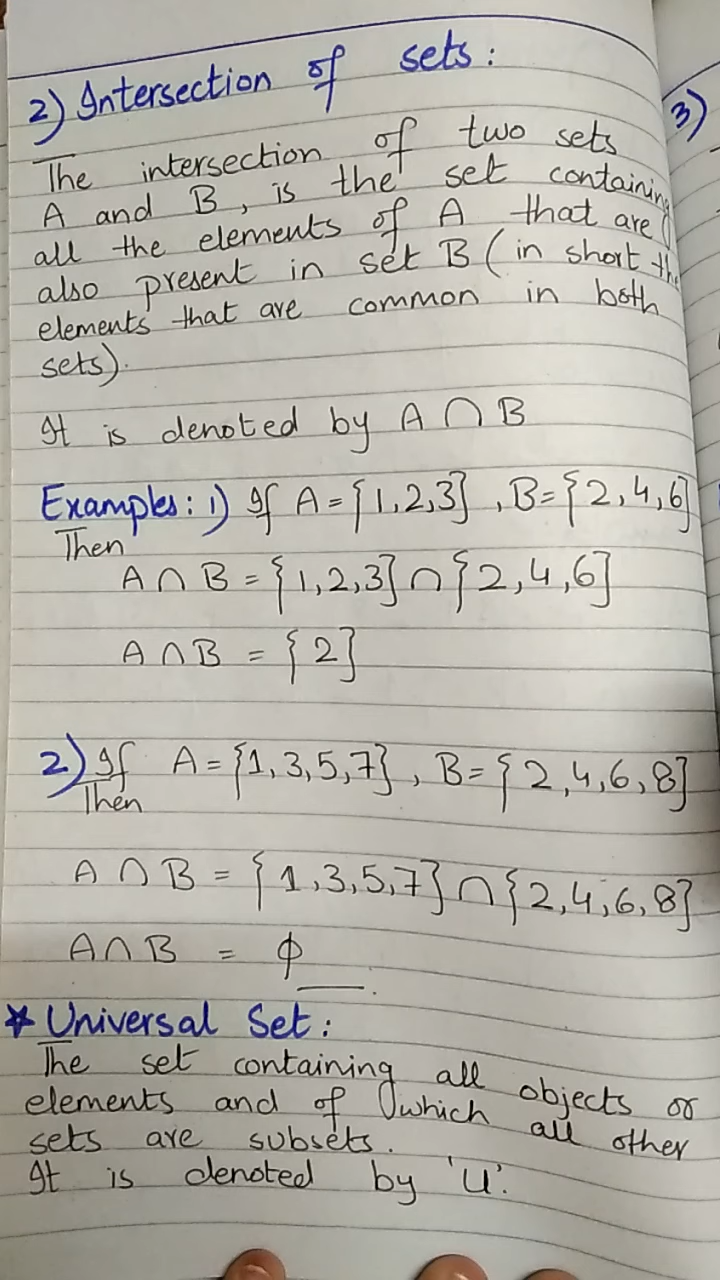 2) Intersection of sets:
The intersection of two sets
A and B, is the set containing
all the elements of A that are
also present in set B (in short the
elements that are common in both
sets).
It is denoted by A ∩ B
Examples: 1) If A = {1,2,3}, B = {2,4,6}
Then
A ∩ B = {1,2,3} ∩ {2,4,6}
A ∩ B = {2}
2) If A = {1,3,5,7}, B = {2,4,6,8}
Then
A ∩ B = {1,3,5,7} ∩ {2,4,6,8}
A ∩ B = ϕ
* Universal Set:
The set containing all objects or
elements and of which all other
sets are subsets.
It is denoted by 'U'.
3)